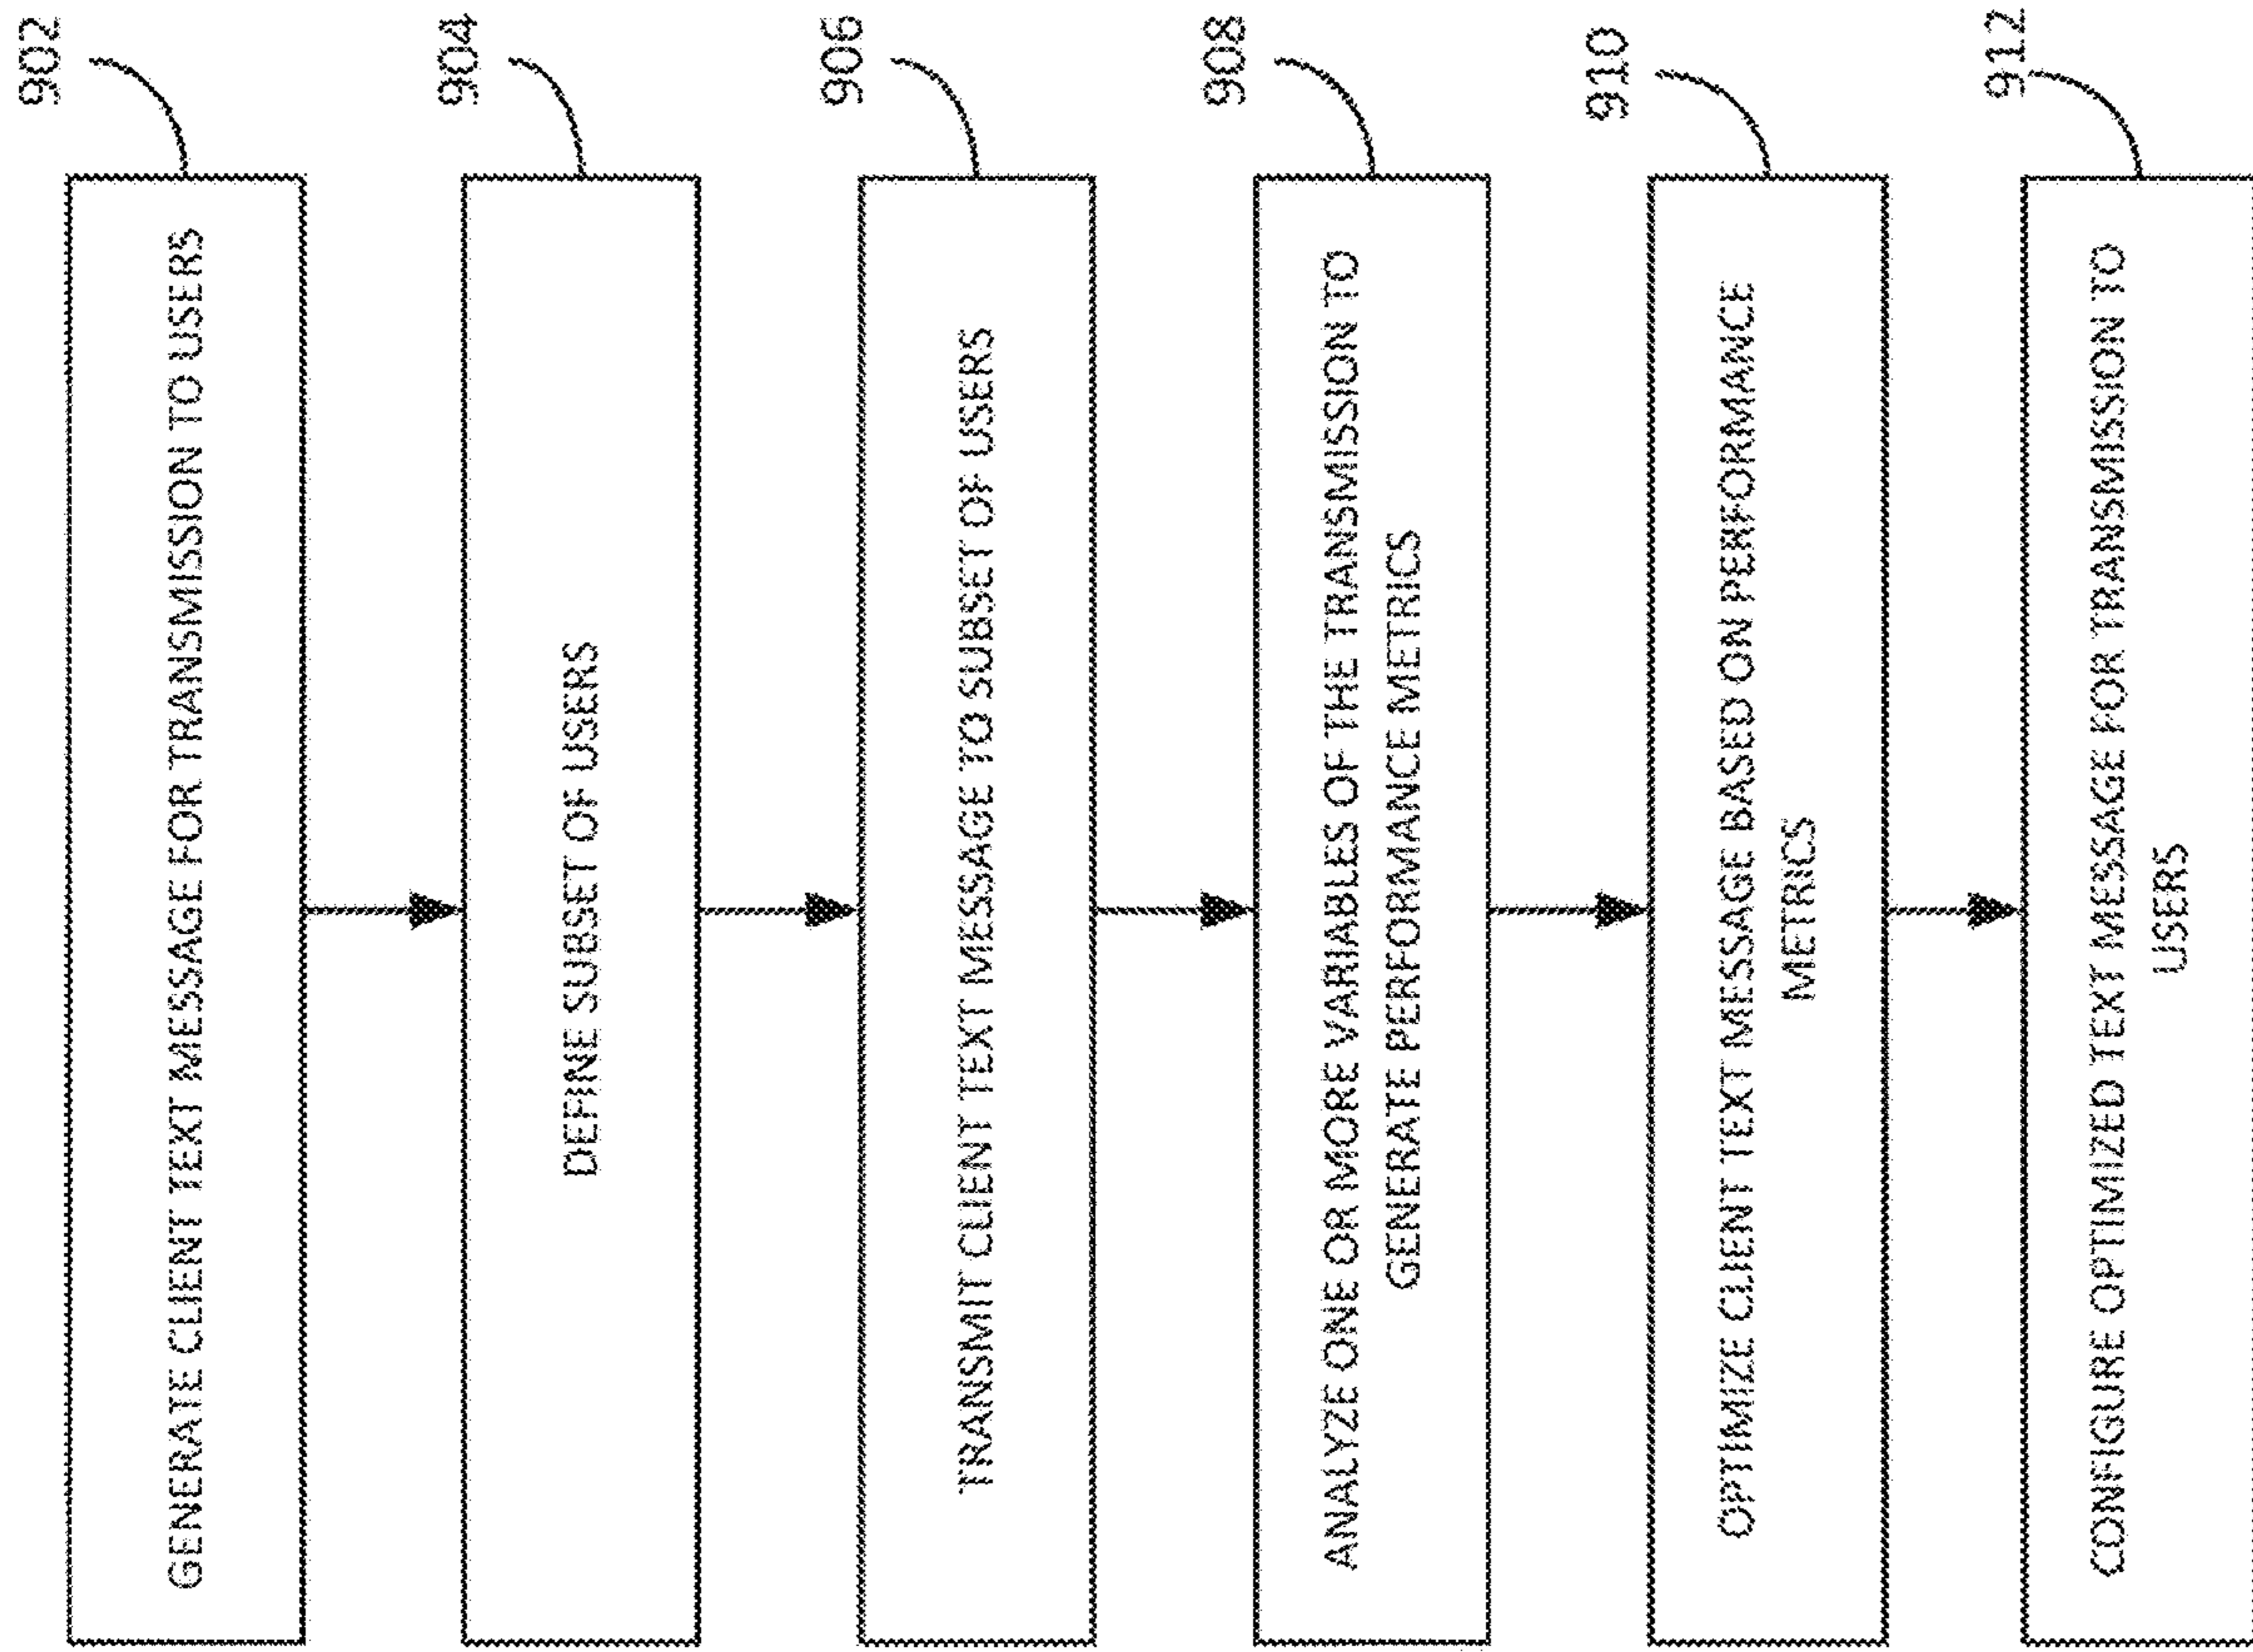 902
GENERATE CLIENT TEXT MESSAGE FOR TRANSMISSION TO USERS
904
DEFINE SUBSET OF USERS
906
TRANSMIT CLIENT TEXT MESSAGE TO SUBSET OF USERS
908
ANALYZE ONE OR MORE VARIABLES OF THE TRANSMISSION TO
GENERATE PERFORMANCE METRICS
910
OPTIMIZE CLIENT TEXT MESSAGE BASED ON PERFORMANCE
METRICS
912
CONFIGURE OPTIMIZED TEXT MESSAGE FOR TRANSMISSION TO
USERS